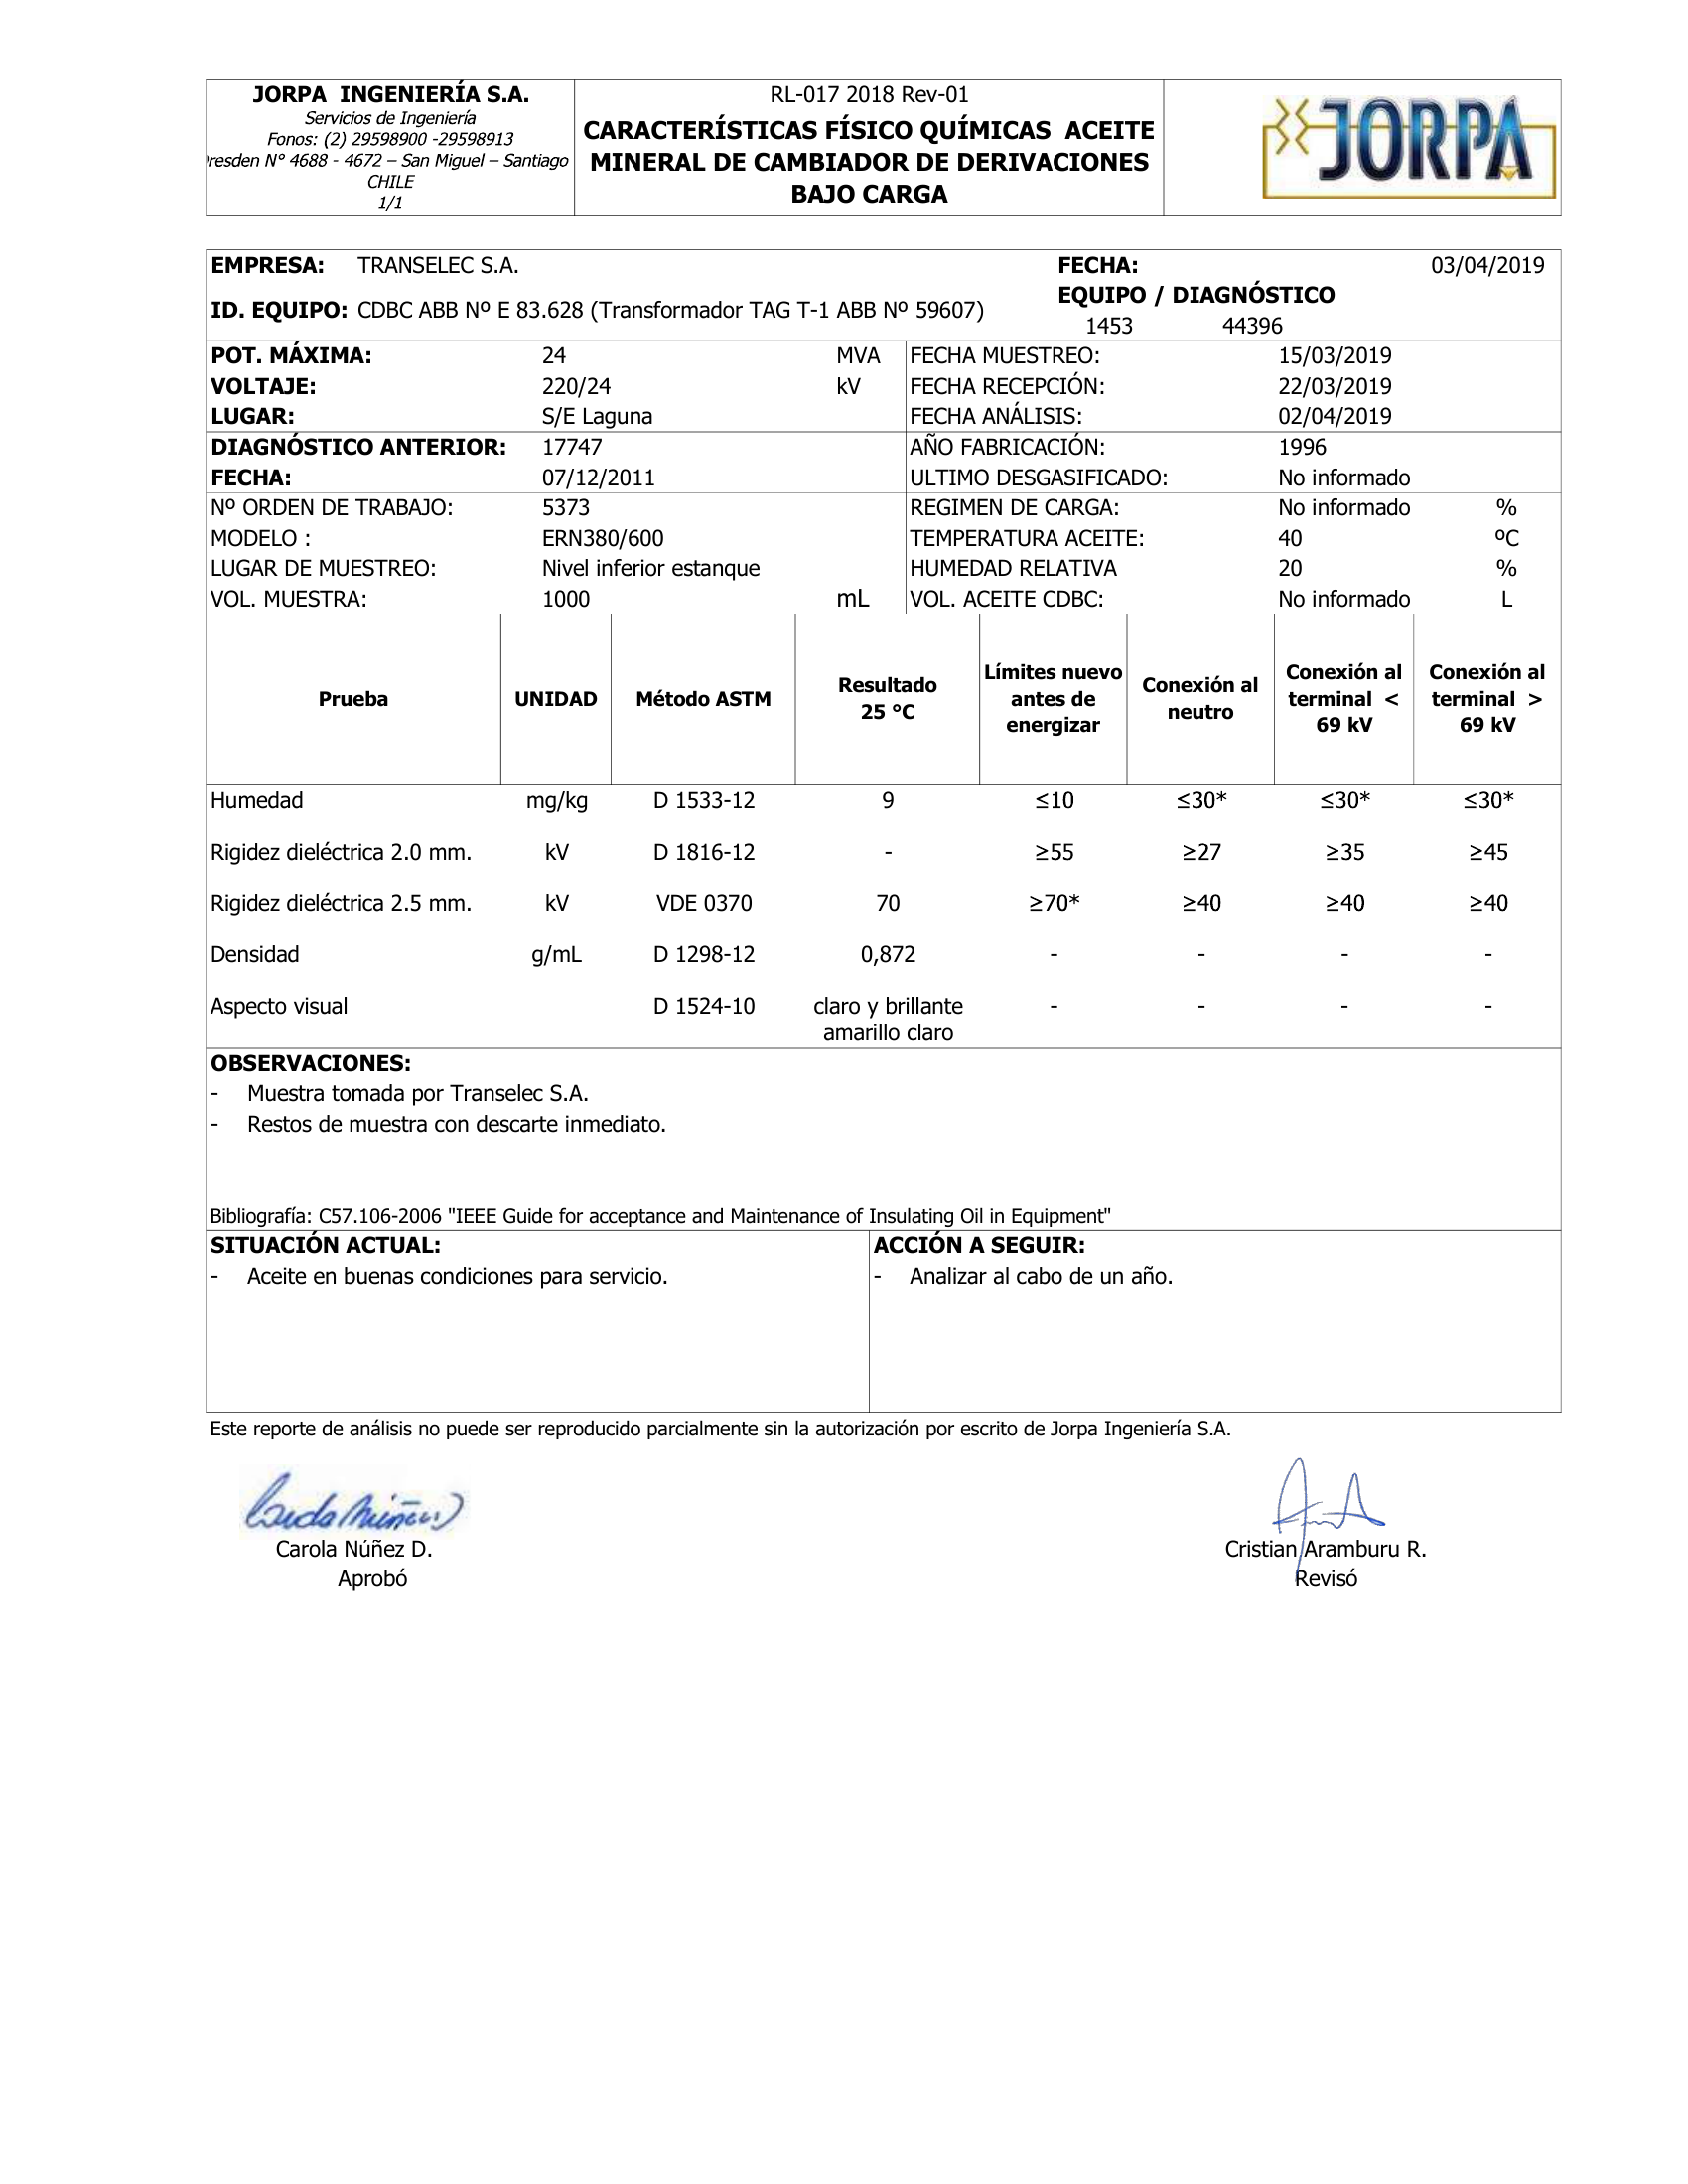 JORPA  INGENIERÍA S.A.
Servicios de Ingeniería
Fonos: (2) 29598900 -29598913
resden N° 4688 - 4672 – San Miguel – Santiago
CHILE
1/1
RL-017 2018 Rev-01
CARACTERÍSTICAS FÍSICO QUÍMICAS  ACEITE
MINERAL DE CAMBIADOR DE DERIVACIONES
BAJO CARGA
JORPA
EMPRESA: TRANSELEC S.A. FECHA: 03/04/2019
ID. EQUIPO: CDBC ABB Nº E 83.628 (Transformador TAG T-1 ABB Nº 59607) EQUIPO / DIAGNÓSTICO
1453 44396
POT. MÁXIMA: 24 MVA FECHA MUESTREO: 15/03/2019
VOLTAJE: 220/24 kV FECHA RECEPCIÓN: 22/03/2019
LUGAR: S/E Laguna FECHA ANÁLISIS: 02/04/2019
DIAGNÓSTICO ANTERIOR: 17747 AÑO FABRICACIÓN: 1996
FECHA: 07/12/2011 ULTIMO DESGASIFICADO: No informado
Nº ORDEN DE TRABAJO: 5373 REGIMEN DE CARGA: No informado %
MODELO : ERN380/600 TEMPERATURA ACEITE: 40 ºC
LUGAR DE MUESTREO: Nivel inferior estanque HUMEDAD RELATIVA 20 %
VOL. MUESTRA: 1000 mL VOL. ACEITE CDBC: No informado L
Prueba
UNIDAD
Método ASTM
Resultado
25 °C
Límites nuevo
antes de
energizar
Conexión al
neutro
Conexión al
terminal  <
69 kV
Conexión al
terminal  >
69 kV
Humedad mg/kg D 1533-12 9 ≤10 ≤30* ≤30* ≤30*
Rigidez dieléctrica 2.0 mm. kV D 1816-12 - ≥55 ≥27 ≥35 ≥45
Rigidez dieléctrica 2.5 mm. kV VDE 0370 70 ≥70* ≥40 ≥40 ≥40
Densidad g/mL D 1298-12 0,872 - - - -
Aspecto visual D 1524-10 claro y brillante - - - -
amarillo claro
OBSERVACIONES:
- Muestra tomada por Transelec S.A.
- Restos de muestra con descarte inmediato.
Bibliografía: C57.106-2006 "IEEE Guide for acceptance and Maintenance of Insulating Oil in Equipment"
SITUACIÓN ACTUAL:
- Aceite en buenas condiciones para servicio.
ACCIÓN A SEGUIR:
- Analizar al cabo de un año.
Este reporte de análisis no puede ser reproducido parcialmente sin la autorización por escrito de Jorpa Ingeniería S.A.
Carola Núñez D.
Aprobó
Cristian Aramburu R.
Revisó